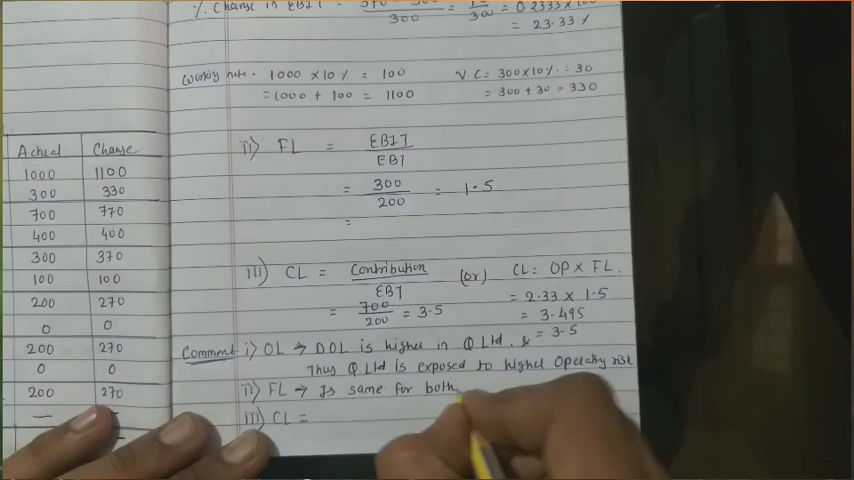 % Change in EBIT =
300
= 300 = 0.2333 x 100
= 23.33 %
Working note. 1000 x 10 % = 100
= 1000 + 100 = 1100
V.C = 300 x 10 % = 30
= 300 + 30 = 330
Actual Change
1000 1100
300 330
700 770
400 400
300 370
100 100
200 270
0 0
200 270
0 0
200 270
— —
ii) FL = EBIT
EBT
= 300 = 1.5
200
=
iii) CL = Contribution (or) CL = OP x FL.
EBT
= 700 = 3.5
200
= 2.33 x 1.5
= 3.495
= 3.5
Comment i) OL → DOL is higher in Q Ltd. &
Thus Q Ltd is exposed to higher Operating risk
ii) FL → Is same for both
iii) CL =